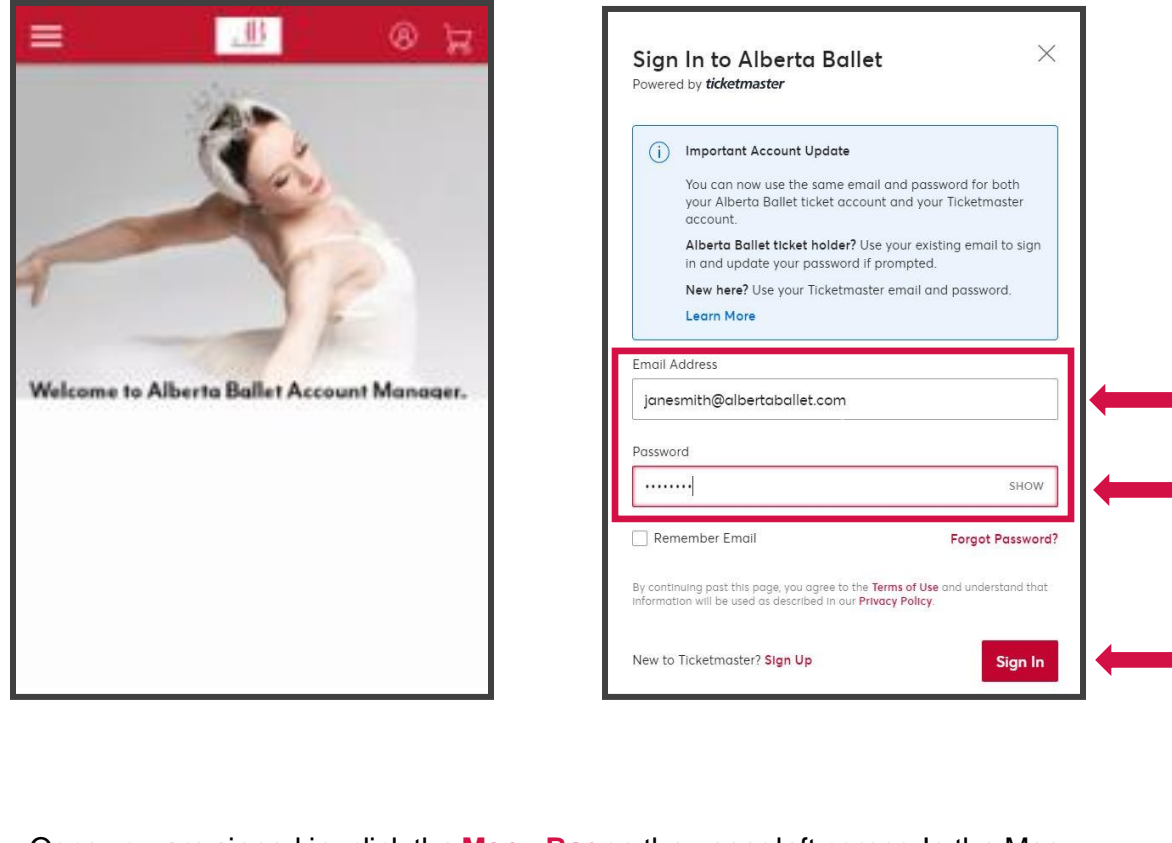 Welcome to Alberta Ballet Account Manager.
Sign In to Alberta Ballet
Powered by ticketmaster
Important Account Update
You can now use the same email and password for both
your Alberta Ballet ticket account and your Ticketmaster
account.
Alberta Ballet ticket holder? Use your existing email to sign
in and update your password if prompted.
New here? Use your Ticketmaster email and password.
Learn More
Email Address
janesmith@albertaballet.com
Password
SHOW
Remember Email
Forgot Password?
By continuing past this page, you agree to the Terms of Use and understand that
information will be used as described in our Privacy Policy.
New to Ticketmaster? Sign Up
Sign In